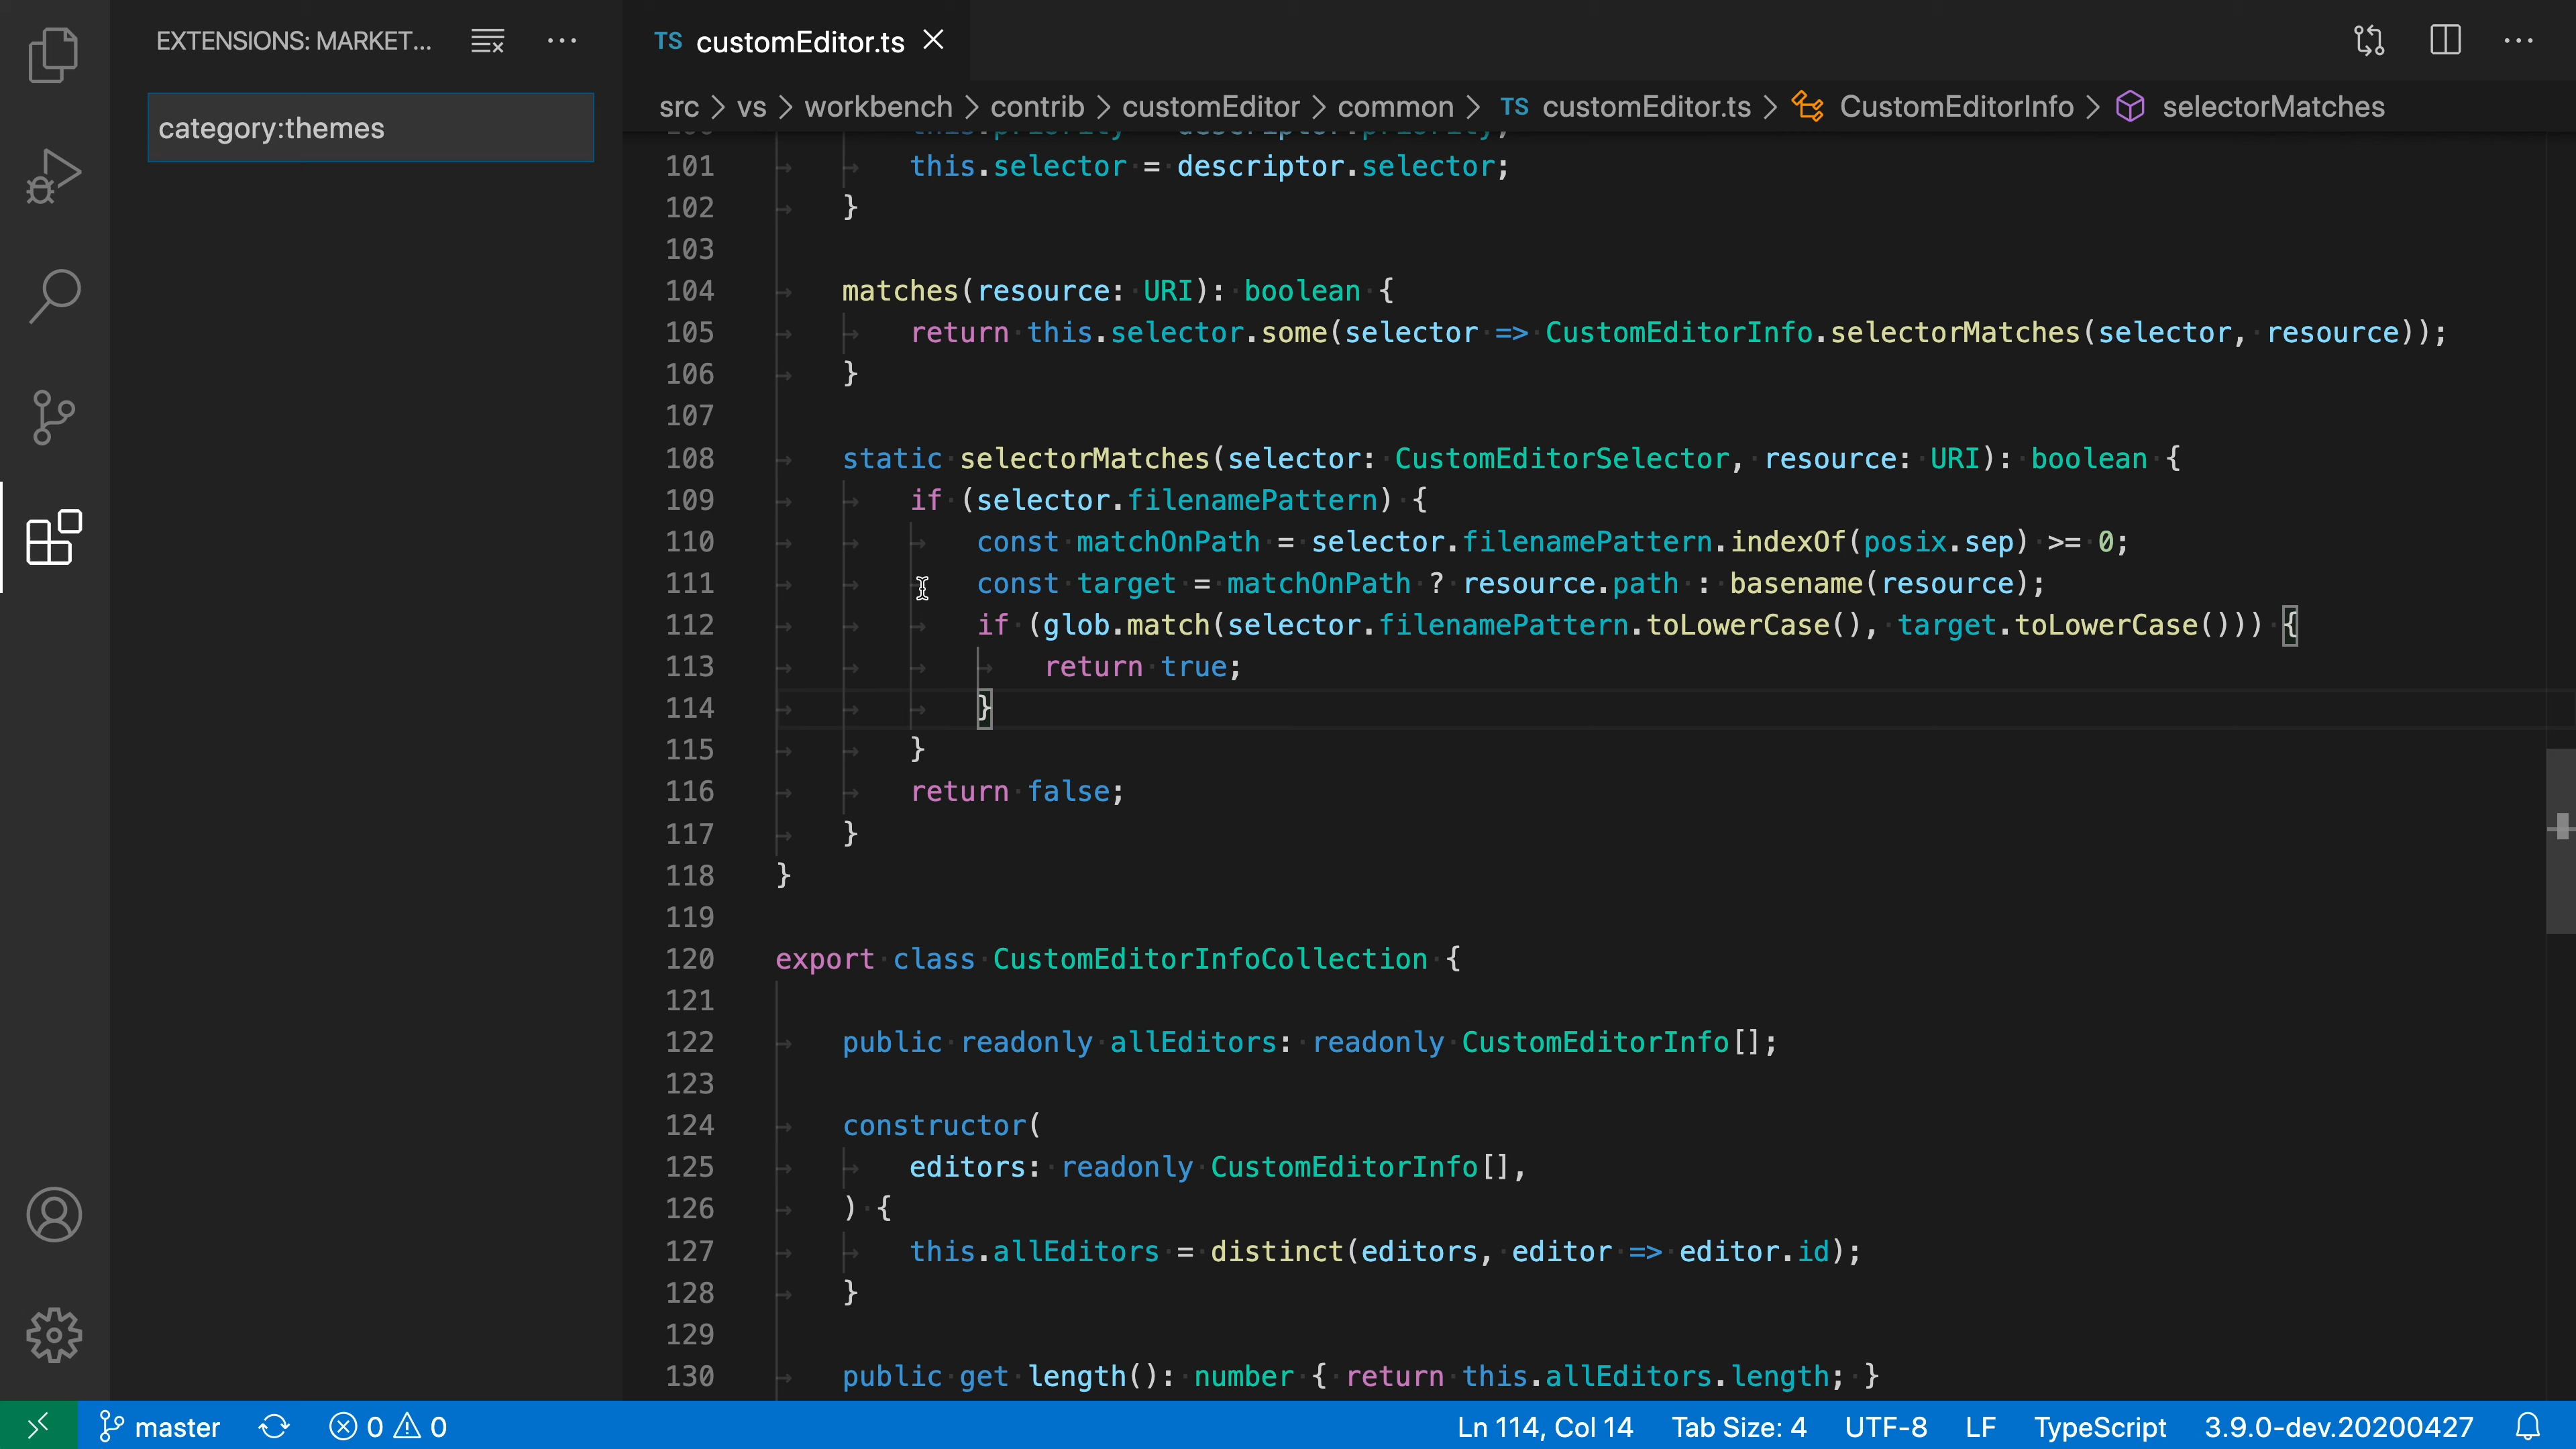 EXTENSIONS: MARKET...
category:themes
TS customEditor.ts
src > vs > workbench > contrib > customEditor > common > TS customEditor.ts > CustomEditorInfo > selectorMatches
101 this.selector = descriptor.selector;
102 }
103
104 matches(resource: URI): boolean {
105 return this.selector.some(selector => CustomEditorInfo.selectorMatches(selector, resource));
106 }
107
108 static selectorMatches(selector: CustomEditorSelector, resource: URI): boolean {
109 if (selector.filenamePattern) {
110 const matchOnPath = selector.filenamePattern.indexOf(posix.sep) >= 0;
111 const target = matchOnPath ? resource.path : basename(resource);
112 if (glob.match(selector.filenamePattern.toLowerCase(), target.toLowerCase())) {
113 return true;
114 }
115 }
116 return false;
117 }
118 }
119
120 export class CustomEditorInfoCollection {
121
122 public readonly allEditors: readonly CustomEditorInfo[];
123
124 constructor(
125 editors: readonly CustomEditorInfo[],
126 ) {
127 this.allEditors = distinct(editors, editor => editor.id);
128 }
129
130 public get length(): number { return this.allEditors.length; }
master 0 0 Ln 114, Col 14 Tab Size: 4 UTF-8 LF TypeScript 3.9.0-dev.20200427